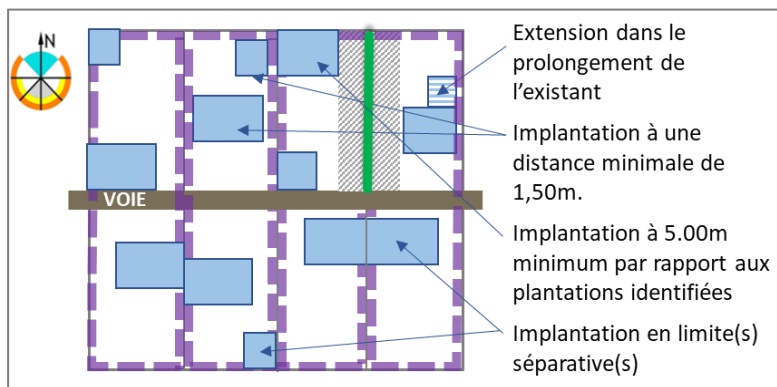 N
Extension dans le
prolongement de
l’existant
Implantation à une
distance minimale de
1,50m.
VOIE
Implantation à 5.00m
minimum par rapport aux
plantations identifiées
Implantation en limite(s)
séparative(s)